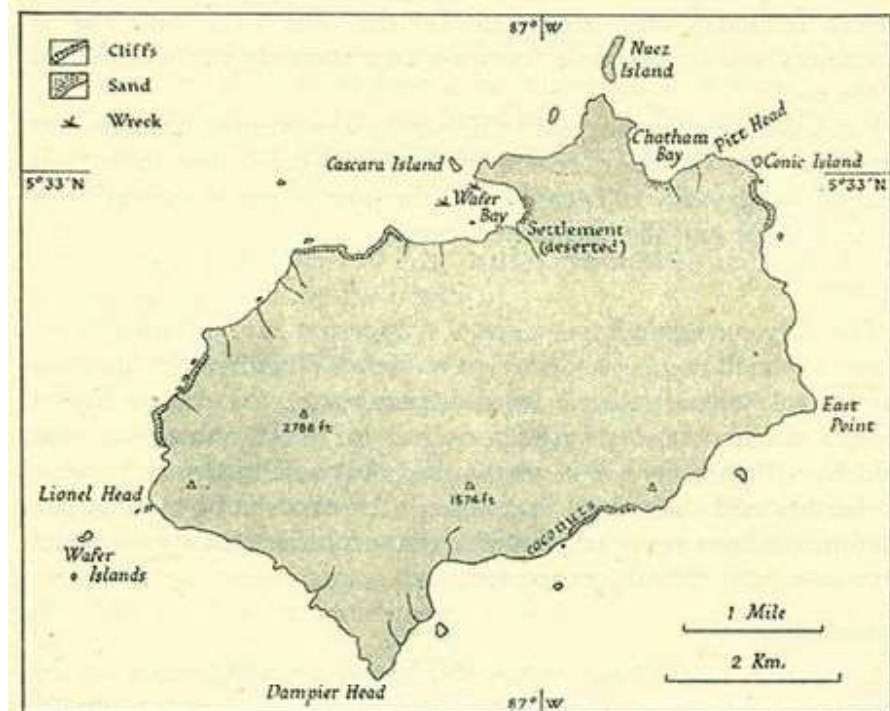 87° W
Cliffs
Sand
Wreck
Nuez
Island
Chatham
Bay
Pitt Head
Conic Island
Cascara Island
5°33'N
5°33'N
Wafer
Bay
Settlement
(deserted)
2788 ft
East
Point
1574 ft
Lionel Head
coconuts
Wafer
Islands
1 Mile
2 Km.
Dampier Head
87° W